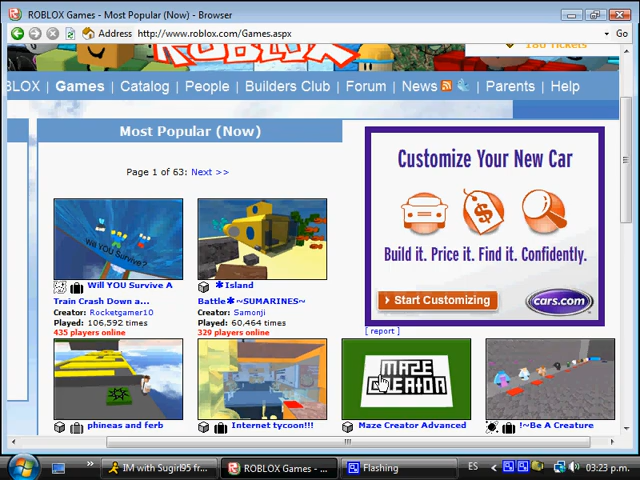 ROBLOX Games - Most Popular (Now) - Browser
Address http://www.roblox.com/Games.aspx Go
ROBLOX
180 Tickets
BLOX | Games | Catalog | People | Builders Club | Forum | News | Parents | Help
Most Popular (Now)
Page 1 of 63: Next >>
Will YOU Survive?
Will YOU Survive A
Train Crash Down a...
Creator: Rocketgamer10
Played: 106,592 times
435 players online
✱Island
Battle✱~SUMARINES~
Creator: Samonji
Played: 60,464 times
329 players online
Customize Your New Car
Build it. Price it. Find it. Confidently.
Start Customizing
cars.com
[ report ]
phineas and ferb
Internet tycoon!!!
MAZE
CREATOR
Maze Creator Advanced
!~Be A Creature
IM with Sugirl95 fr...
ROBLOX Games - ...
Flashing
ES
03:23 p.m.